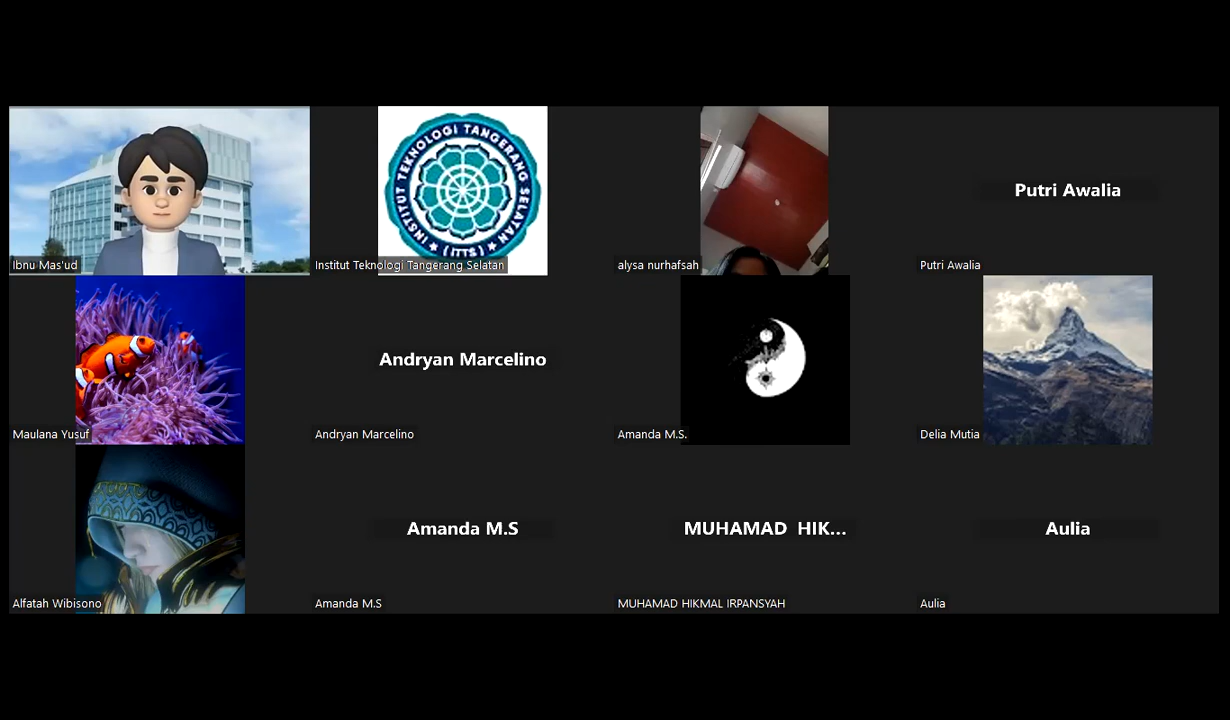 Ibnu Mas'ud
INSTITUT TEKNOLOGI TANGERANG SELATAN
(ITTS)
Institut Teknologi Tangerang Selatan
alysa nurhafsah
Putri Awalia
Putri Awalia
Maulana Yusuf
Andryan Marcelino
Andryan Marcelino
Amanda M.S.
Delia Mutia
Alfatah Wibisono
Amanda M.S
Amanda M.S
MUHAMAD HIK...
MUHAMAD HIKMAL IRPANSYAH
Aulia
Aulia